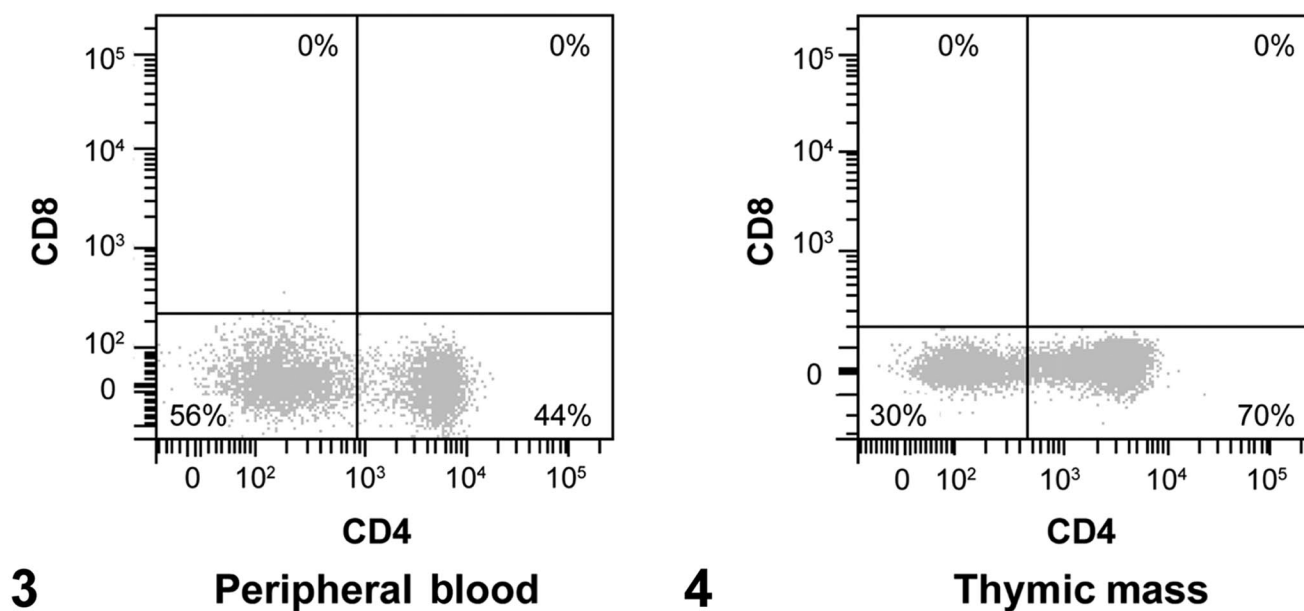 0% 0%
10⁵
10⁴
CD8
10³
10²
0
56% 44%
0 10² 10³ 10⁴ 10⁵
CD4
3 Peripheral blood
0% 0%
10⁵
10⁴
CD8
10³
0
30% 70%
0 10² 10³ 10⁴ 10⁵
CD4
4 Thymic mass